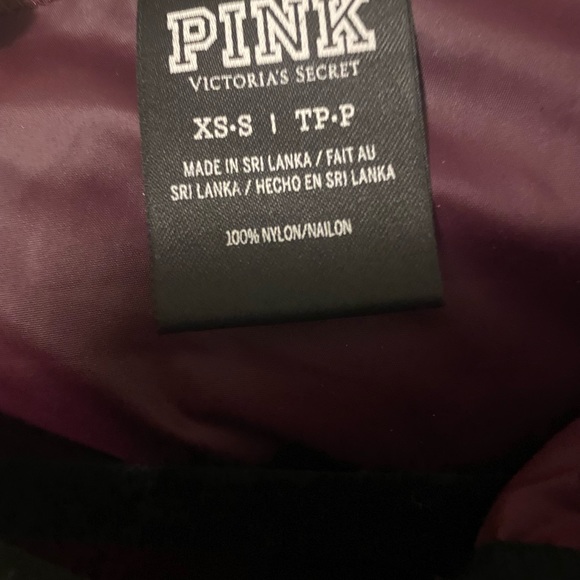 PINK
VICTORIA'S SECRET
XS·S | TP·P
MADE IN SRI LANKA / FAIT AU
SRI LANKA / HECHO EN SRI LANKA
100% NYLON/NAILON